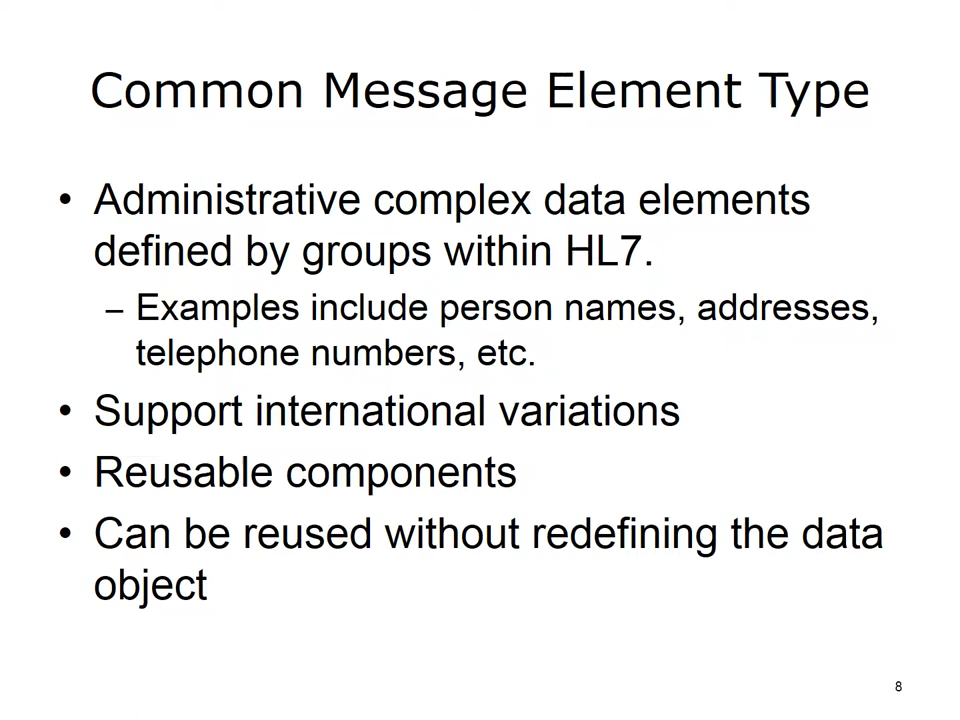 Common Message Element Type
• Administrative complex data elements
defined by groups within HL7.
– Examples include person names, addresses,
telephone numbers, etc.
• Support international variations
• Reusable components
• Can be reused without redefining the data
object
8